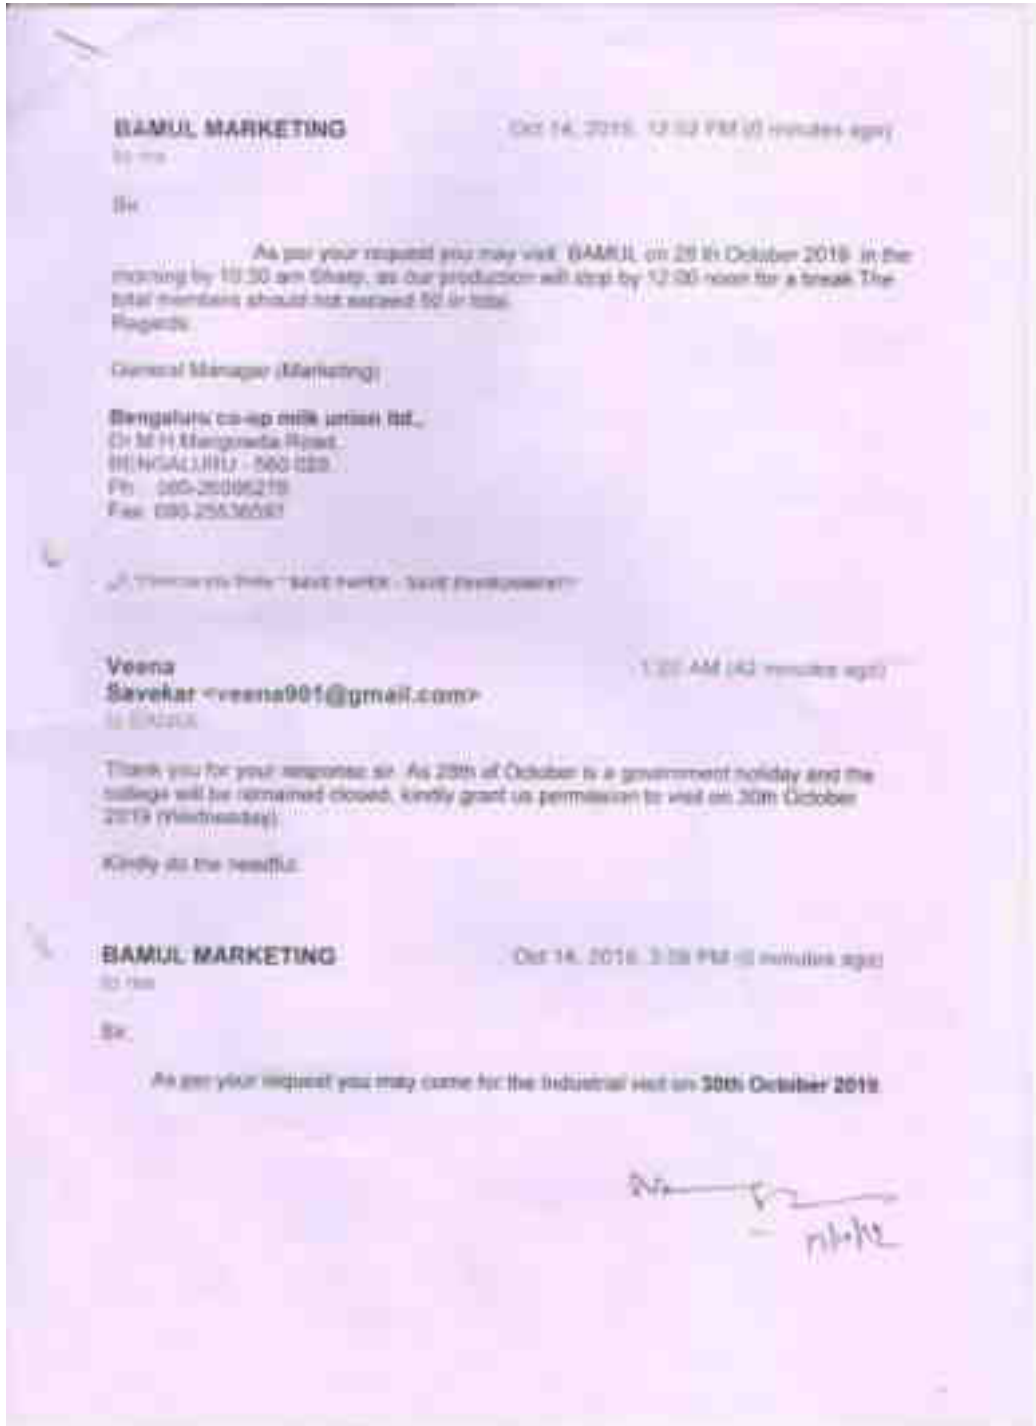 BAMUL MARKETING
Oct 14, 2019, 12:02 PM (0 minutes ago)
to me
Sir
As per your request you may visit BAMUL on th October 2019 in the
morning by 10:30 am Sharp, as our production will stop by 12:00 noon for a break The
total members should not exceed 50 in total.
Regards
General Manager (Marketing)
Bengaluru co-op milk union ltd.,
Dr M H Marigowda Road
BENGALURU - 560 029
Ph :
Fax:
SAVE PAPER - SAVE ENVIRONMENT
Veena
AM (42 minutes ago)
Savekar <veena901@gmail.com>
to BAMUL
Thank you for your response sir. As of October is a government holiday and the
college will be remained closed, kindly grant us permission to visit on 30th October
2019 (Wednesday).
Kindly do the needful.
BAMUL MARKETING
Oct 14, 2019, PM (0 minutes ago)
to me
Sir,
As per your request you may come for the Industrial visit on 30th October 2019